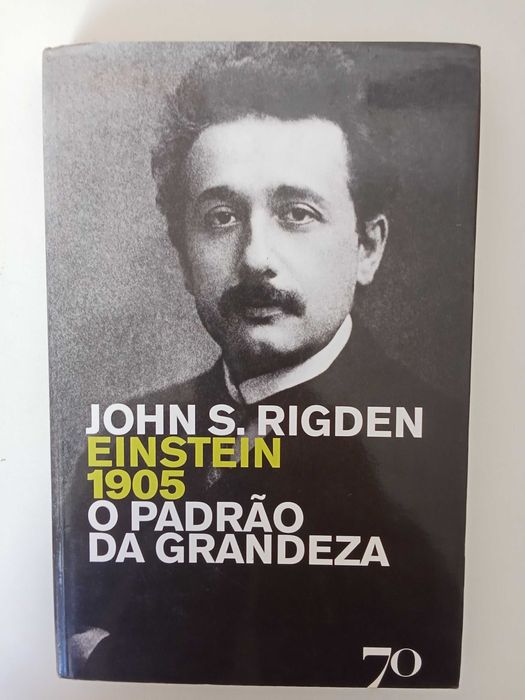 JOHN S. RIGDEN
EINSTEIN
1905
O PADRÃO
DA GRANDEZA
70